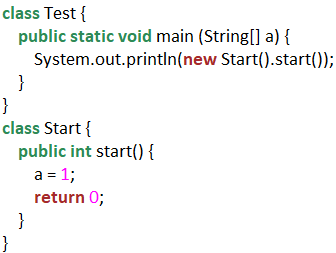 class Test {
  public static void main (String[] a) {
    System.out.println(new Start().start());
  }
}
class Start {
  public int start() {
    a = 1;
    return 0;
  }
}